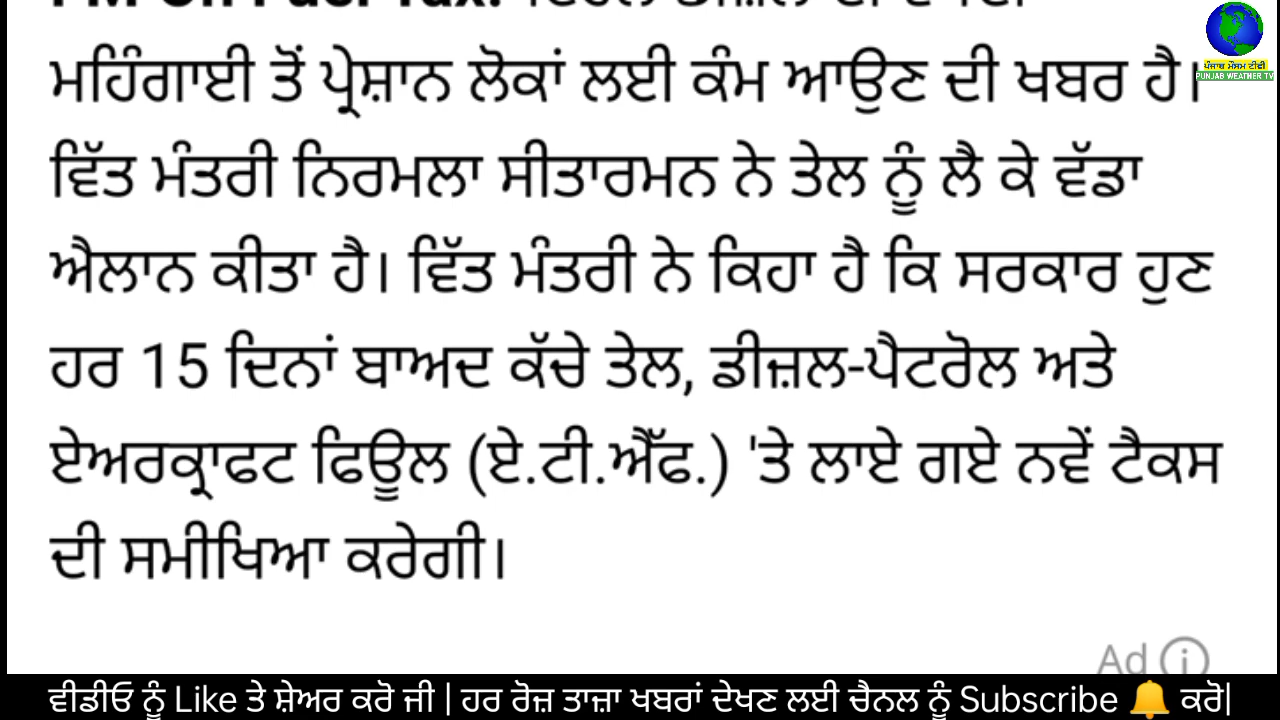 ਪੰਜਾਬ ਮੌਸਮ ਟੀਵੀ
PUNJAB WEATHER TV
ਮਹਿੰਗਾਈ ਤੋਂ ਪ੍ਰੇਸ਼ਾਨ ਲੋਕਾਂ ਲਈ ਕੰਮ ਆਉਣ ਦੀ ਖਬਰ ਹੈ।
ਵਿੱਤ ਮੰਤਰੀ ਨਿਰਮਲਾ ਸੀਤਾਰਮਨ ਨੇ ਤੇਲ ਨੂੰ ਲੈ ਕੇ ਵੱਡਾ
ਐਲਾਨ ਕੀਤਾ ਹੈ। ਵਿੱਤ ਮੰਤਰੀ ਨੇ ਕਿਹਾ ਹੈ ਕਿ ਸਰਕਾਰ ਹੁਣ
ਹਰ 15 ਦਿਨਾਂ ਬਾਅਦ ਕੱਚੇ ਤੇਲ, ਡੀਜ਼ਲ-ਪੈਟਰੋਲ ਅਤੇ
ਏਅਰਕ੍ਰਾਫਟ ਫਿਊਲ (ਏ.ਟੀ.ਐੱਫ.) 'ਤੇ ਲਾਏ ਗਏ ਨਵੇਂ ਟੈਕਸ
ਦੀ ਸਮੀਖਿਆ ਕਰੇਗੀ।
Ad
ਵੀਡੀਓ ਨੂੰ Like ਤੇ ਸ਼ੇਅਰ ਕਰੋ ਜੀ | ਹਰ ਰੋਜ਼ ਤਾਜ਼ਾ ਖਬਰਾਂ ਦੇਖਣ ਲਈ ਚੈਨਲ ਨੂੰ Subscribe 🔔 ਕਰੋ|